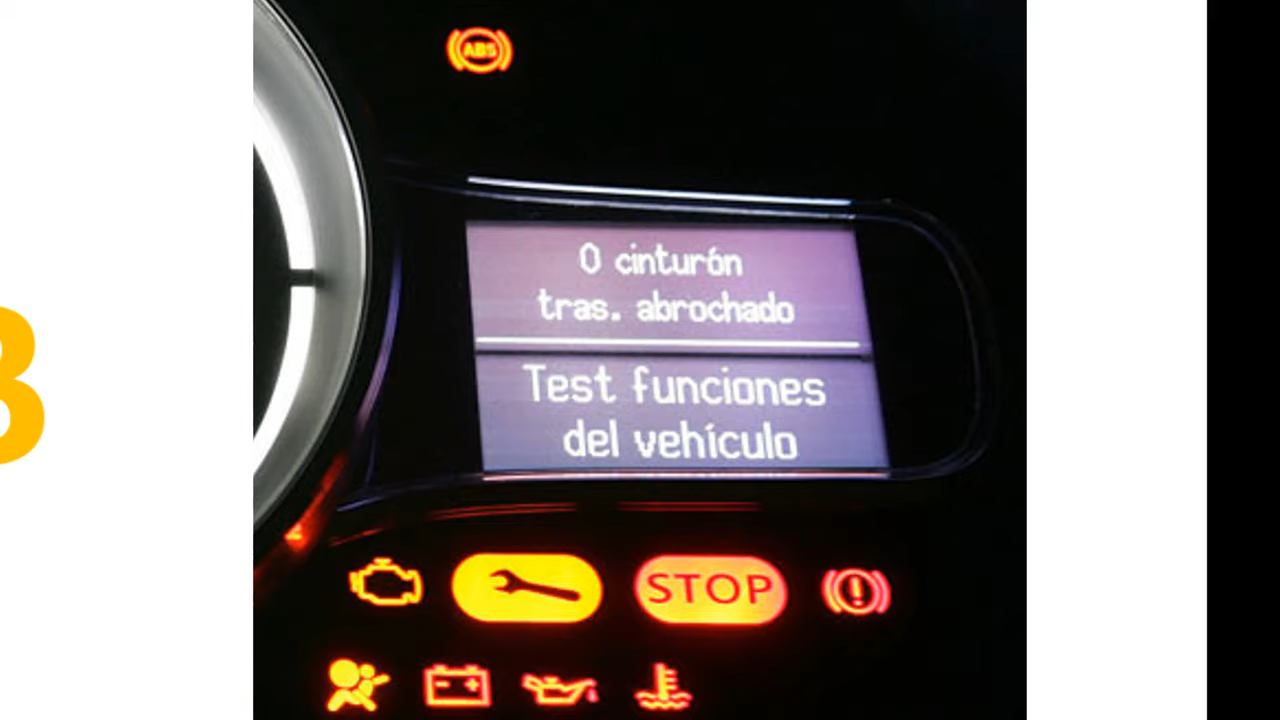 ABS
0 cinturón
tras. abrochado
Test funciones
del vehículo
STOP